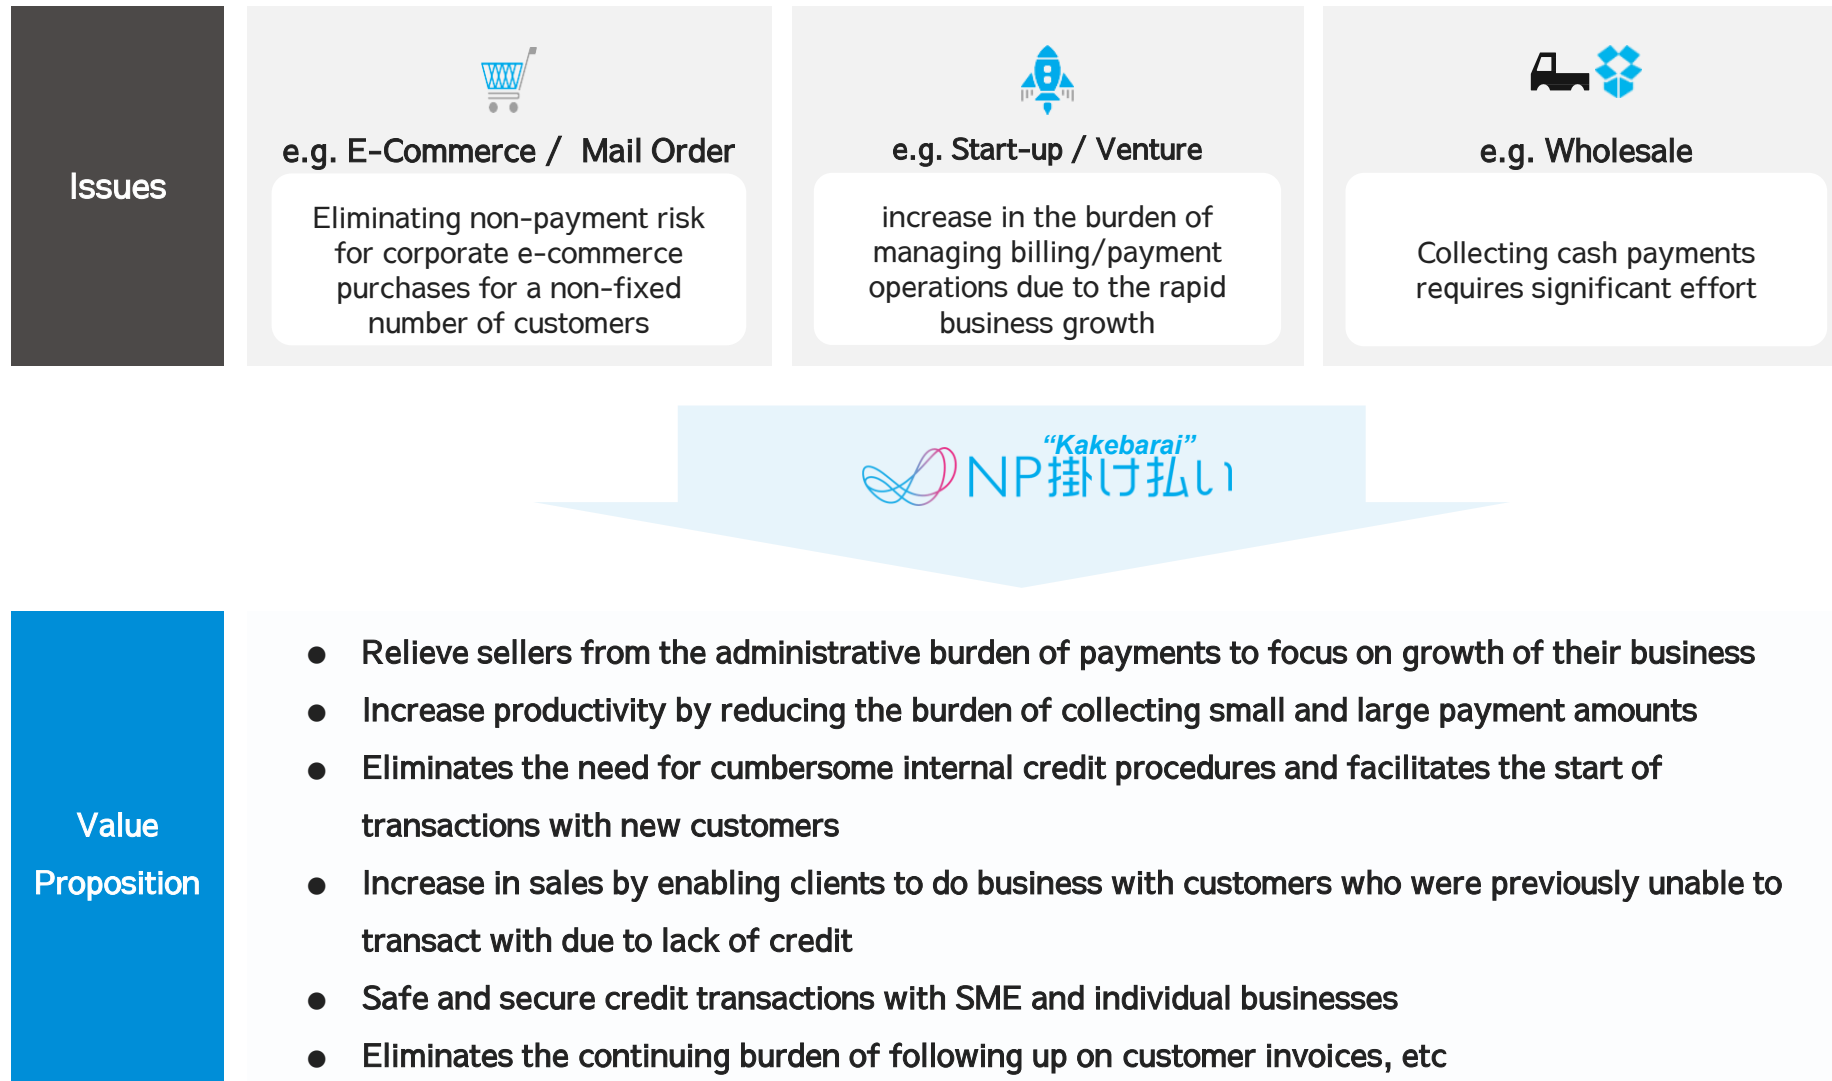 Issues
e.g. E-Commerce / Mail Order
Eliminating non-payment risk
for corporate e-commerce
purchases for a non-fixed
number of customers
e.g. Start-up / Venture
increase in the burden of
managing billing/payment
operations due to the rapid
business growth
e.g. Wholesale
Collecting cash payments
requires significant effort
“Kakebarai”
NP掛け払い
Value
Proposition
● Relieve sellers from the administrative burden of payments to focus on growth of their business
● Increase productivity by reducing the burden of collecting small and large payment amounts
● Eliminates the need for cumbersome internal credit procedures and facilitates the start of
transactions with new customers
● Increase in sales by enabling clients to do business with customers who were previously unable to
transact with due to lack of credit
● Safe and secure credit transactions with SME and individual businesses
● Eliminates the continuing burden of following up on customer invoices, etc